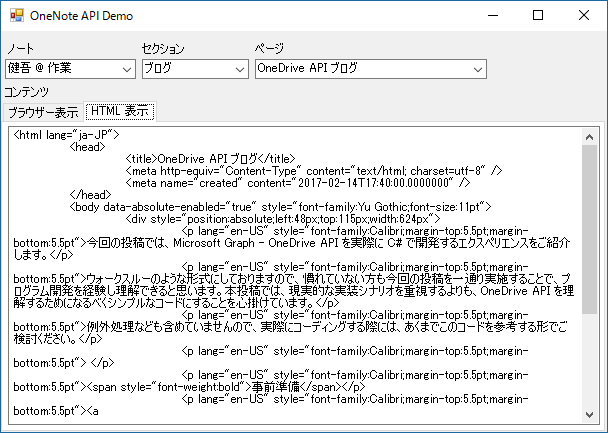 OneNote API Demo
ノート セクション ページ
健吾 @ 作業 ブログ OneDrive API ブログ
コンテンツ
ブラウザー表示 HTML 表示
<html lang="ja-JP">
<head>
<title>OneDrive API ブログ</title>
<meta http-equiv="Content-Type" content="text/html; charset=utf-8" />
<meta name="created" content="2017-02-14T17:40:00.0000000" />
</head>
<body data-absolute-enabled="true" style="font-family:Yu Gothic;font-size:11pt">
<div style="position:absolute;left:48px;top:115px;width:624px">
<p lang="en-US" style="font-family:Calibri;margin-top:5.5pt;margin-
bottom:5.5pt">今回の投稿では、Microsoft Graph - OneDrive API を実際に C# で開発するエクスペリエンスをご紹介
します。</p>
<p lang="en-US" style="font-family:Calibri;margin-top:5.5pt;margin-
bottom:5.5pt">ウォークスルーのような形式にしておりますので、慣れていない方も今回の投稿を一通り実施することで、プ
ログラム開発を経験し理解できると思います。本投稿では、現実的な実装シナリオを重視するよりも、OneDrive API を理
解するためになるべくシンプルなコードにすることを心掛けています。</p>
<p lang="en-US" style="font-family:Calibri;margin-top:5.5pt;margin-
bottom:5.5pt">例外処理なども含めていませんので、実際にコーディングする際には、あくまでこのコードを参考する形でご
検討ください。</p>
<p lang="en-US" style="font-family:Calibri;margin-top:5.5pt;margin-
bottom:5.5pt"> </p>
<p lang="en-US" style="font-family:Calibri;margin-top:5.5pt;margin-
bottom:5.5pt"><span style="font-weight:bold">事前準備</span></p>
<p lang="en-US" style="font-family:Calibri;margin-top:5.5pt;margin-
bottom:5.5pt"><a